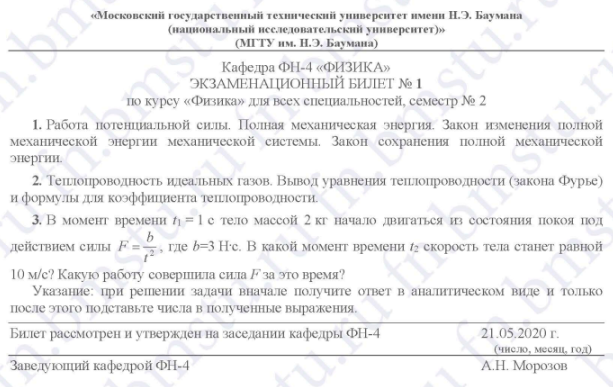 «Московский государственный технический университет имени Н.Э. Баумана
(национальный исследовательский университет)»
(МГТУ им. Н.Э. Баумана)
Кафедра ФН-4 «ФИЗИКА»
ЭКЗАМЕНАЦИОННЫЙ БИЛЕТ № 1
по курсу «Физика» для всех специальностей, семестр № 2
1. Работа потенциальной силы. Полная механическая энергия. Закон изменения полной
механической энергии механической системы. Закон сохранения полной механической
энергии.
2. Теплопроводность идеальных газов. Вывод уравнения теплопроводности (закона Фурье)
и формулы для коэффициента теплопроводности.
3. В момент времени t₁ = 1 с тело массой 2 кг начало двигаться из состояния покоя под
действием силы F = b/t², где b=3 Н·с. В какой момент времени t₂ скорость тела станет равной
10 м/с? Какую работу совершила сила F за это время?
Указание: при решении задачи вначале получите ответ в аналитическом виде и только
после этого подставьте числа в полученные выражения.
Билет рассмотрен и утвержден на заседании кафедры ФН-4 21.05.2020 г.
(число, месяц, год)
Заведующий кафедрой ФН-4 А.Н. Морозов
fn.bmstu.ru